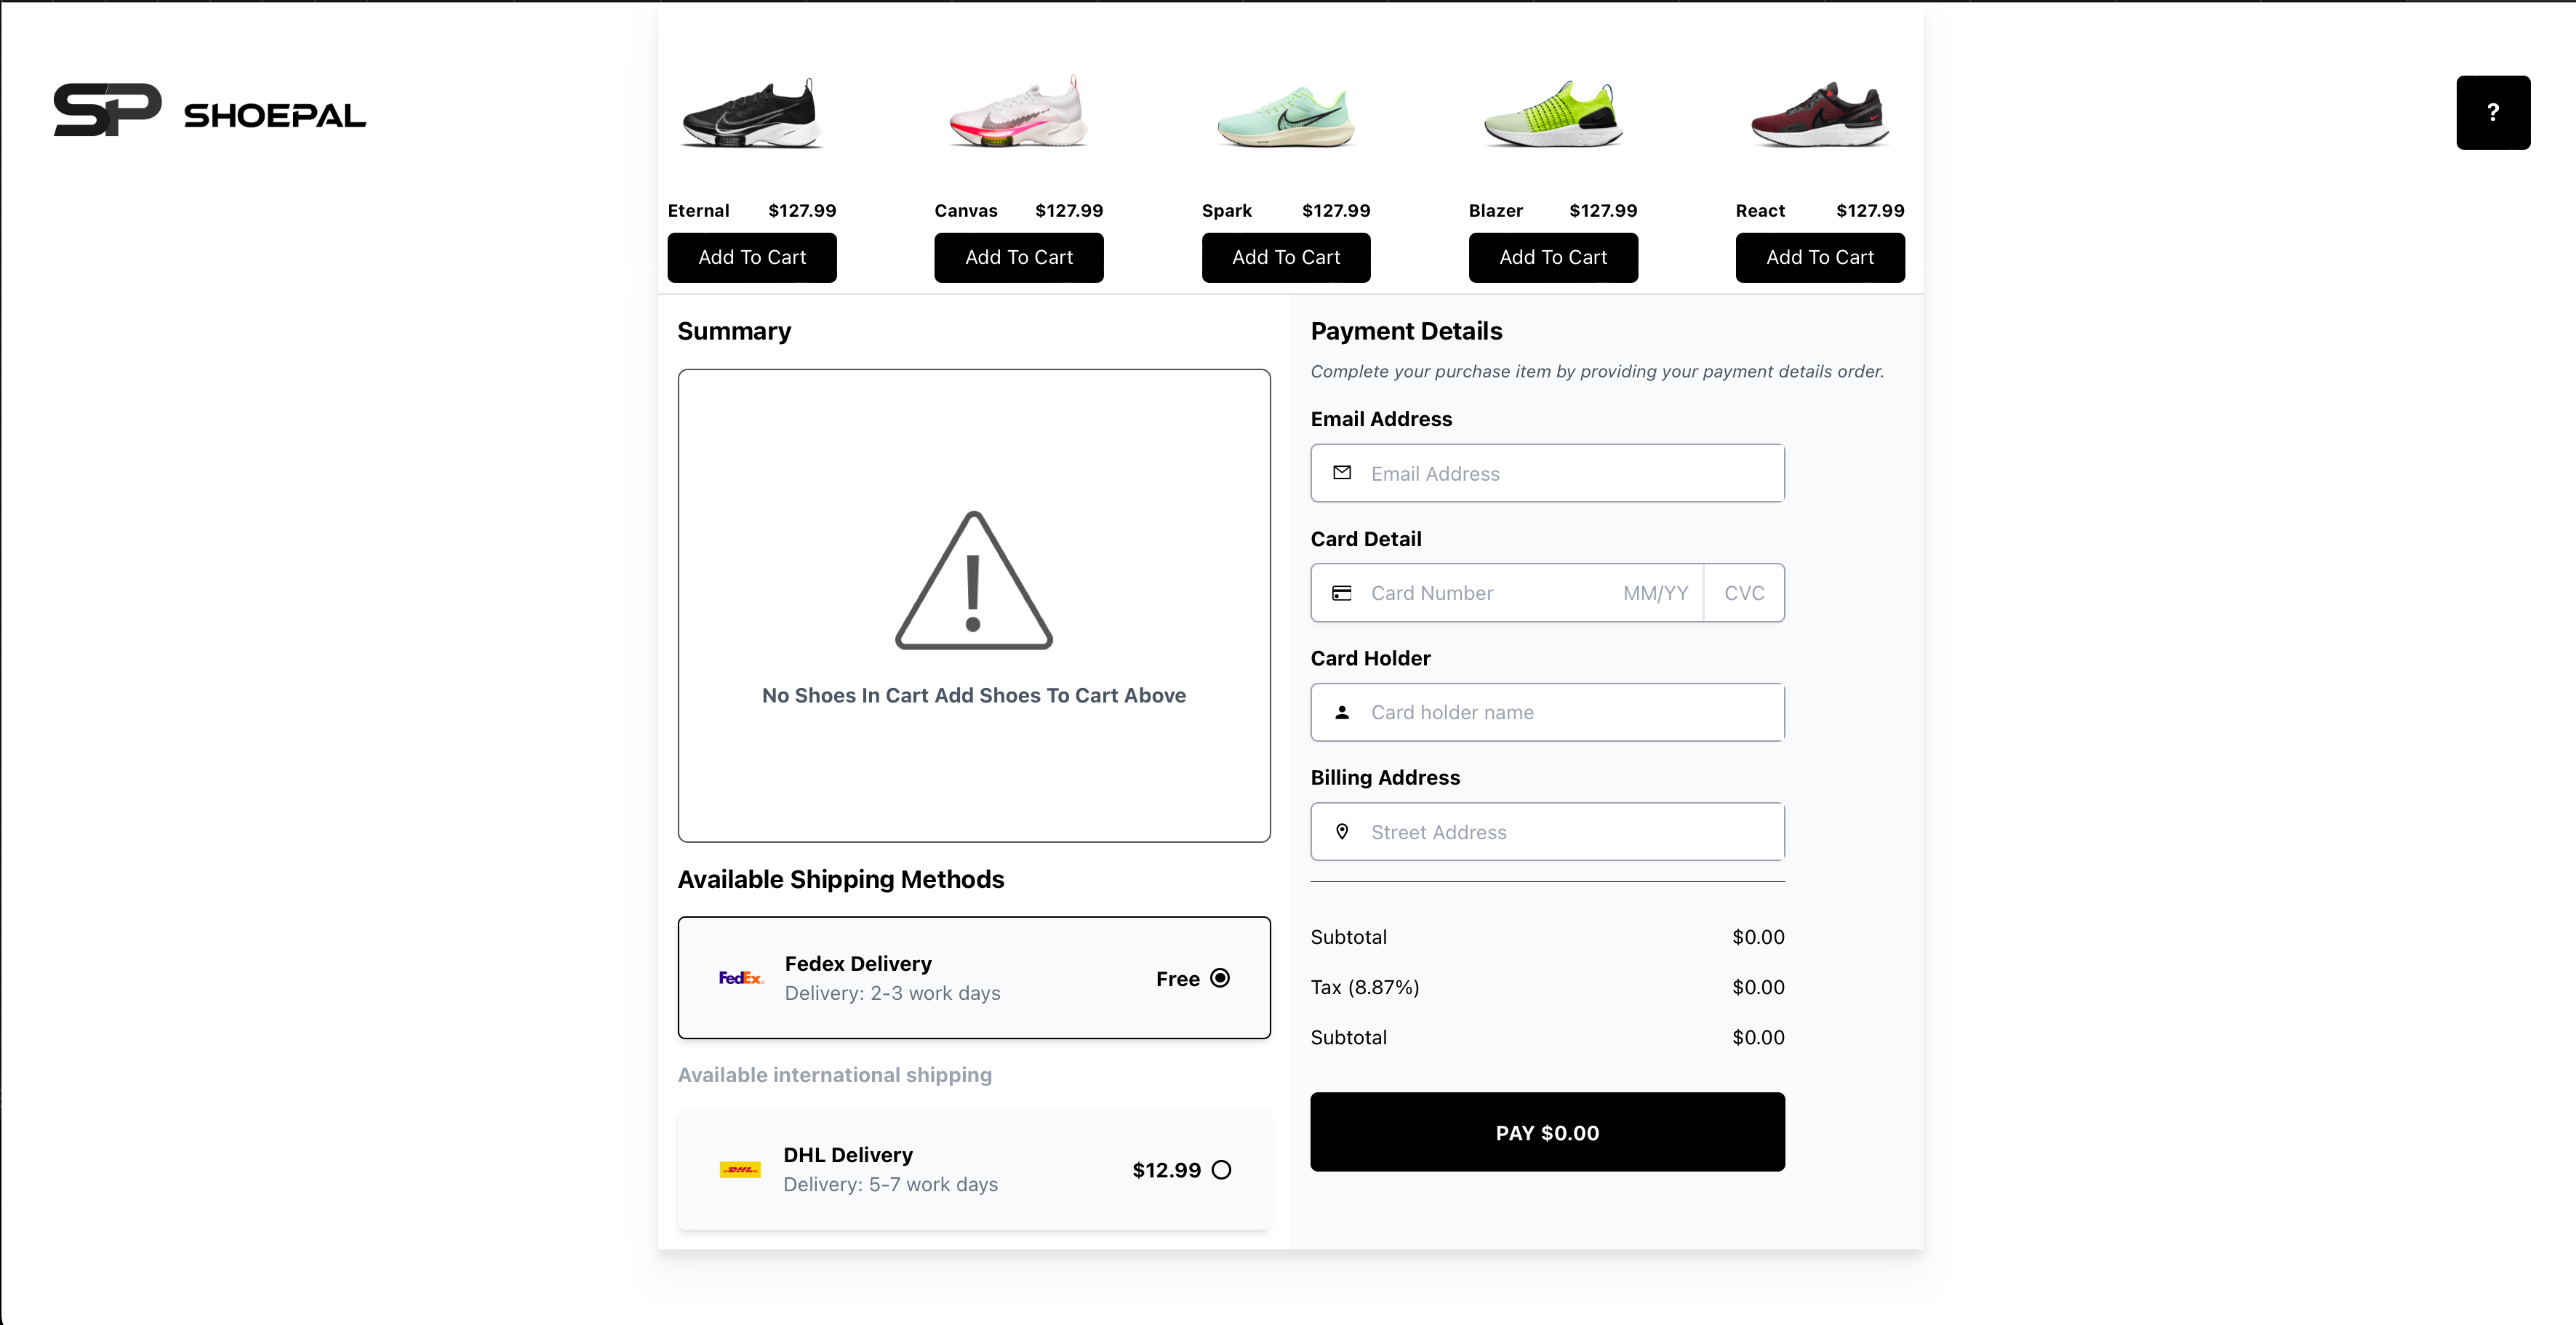 SP SHOEPAL
?
Eternal $127.99
Canvas $127.99
Spark $127.99
Blazer $127.99
React $127.99
Add To Cart
Add To Cart
Add To Cart
Add To Cart
Add To Cart
Summary
No Shoes In Cart Add Shoes To Cart Above
Available Shipping Methods
FedEx
Fedex Delivery
Delivery: 2-3 work days
Free
Available international shipping
DHL
DHL Delivery
Delivery: 5-7 work days
$12.99
Payment Details
Complete your purchase item by providing your payment details order.
Email Address
Email Address
Card Detail
Card Number MM/YY CVC
Card Holder
Card holder name
Billing Address
Street Address
Subtotal $0.00
Tax (8.87%) $0.00
Subtotal $0.00
PAY $0.00